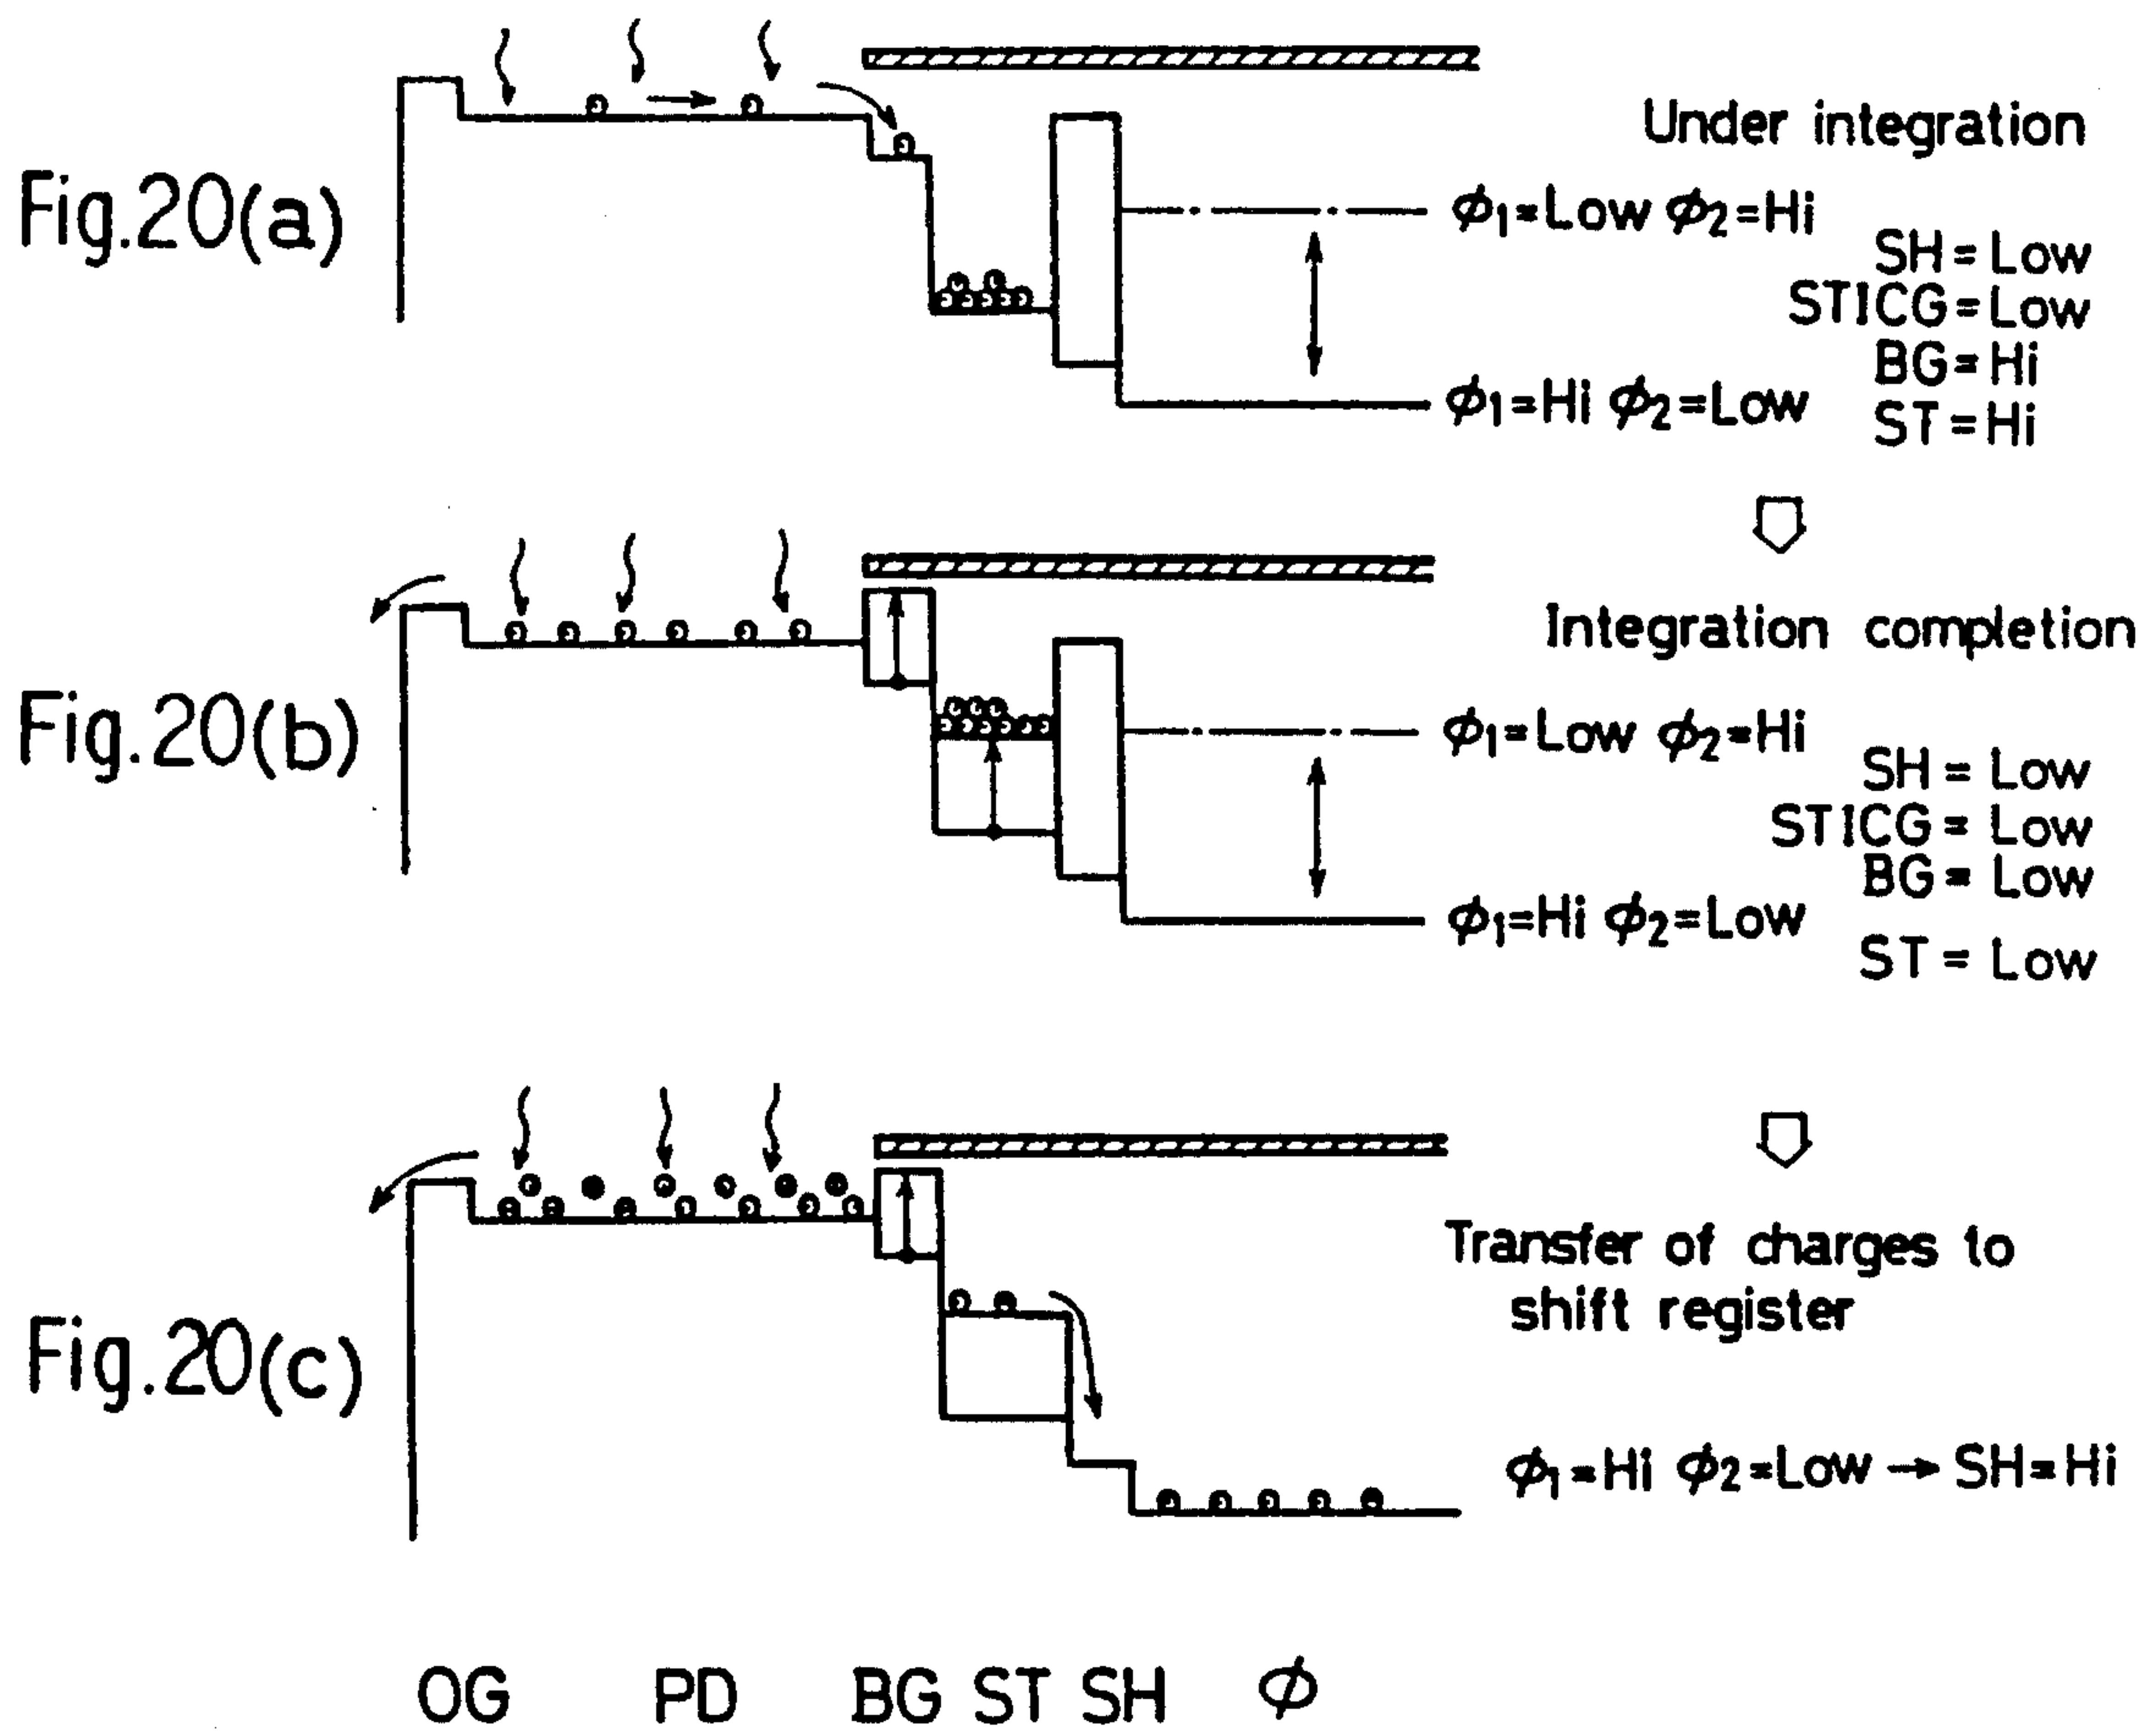 Fig.20(a)
Under integration
ϕ1=Low ϕ2=Hi
SH=Low
STICG=Low
BG=Hi
ϕ1=Hi ϕ2=Low
ST=Hi
Fig.20(b)
Integration completion
ϕ1=Low ϕ2=Hi
SH= Low
STICG= Low
BG= Low
ϕ1=Hi ϕ2=Low
ST= Low
Fig.20(c)
Transfer of charges to
shift register
ϕ1=Hi ϕ2=Low → SH=Hi
OG PD BG ST SH ϕ